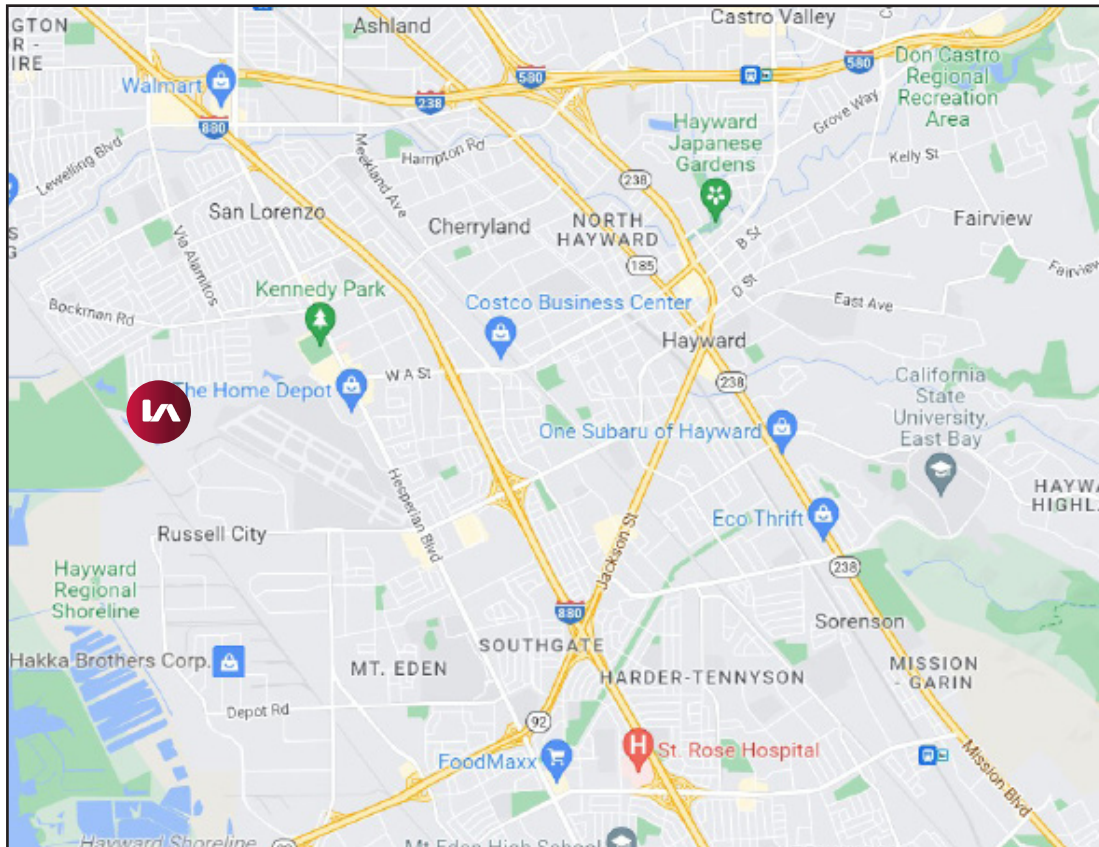 Ashland
Castro Valley
NGTON
OR -
IRE
Walmart
580
580
238
880
Don Castro
Regional
Recreation
Area
Grove Way
Hayward
Japanese
Gardens
Lewelling Blvd
Meekland Ave
Hampton Rd
Kelly St
238
San Lorenzo
Cherryland
NORTH
HAYWARD
B St
Fairview
Via Alamitos
185
D St
Fairview
Kennedy Park
Bockman Rd
Costco Business Center
East Ave
Hayward
W A St
The Home Depot
238
California
State
University,
East Bay
One Subaru of Hayward
HAYWA
HIGHL
Hesperian Blvd
Eco Thrift
Russell City
Jackson St
238
Hayward
Regional
Shoreline
880
Sorenson
SOUTHGATE
Hakka Brothers Corp.
MT. EDEN
HARDER-TENNYSON
MISSION
- GARIN
Depot Rd
92
FoodMaxx
H
St. Rose Hospital
Mission Blvd
Hayward Shoreline
Mt Eden High School